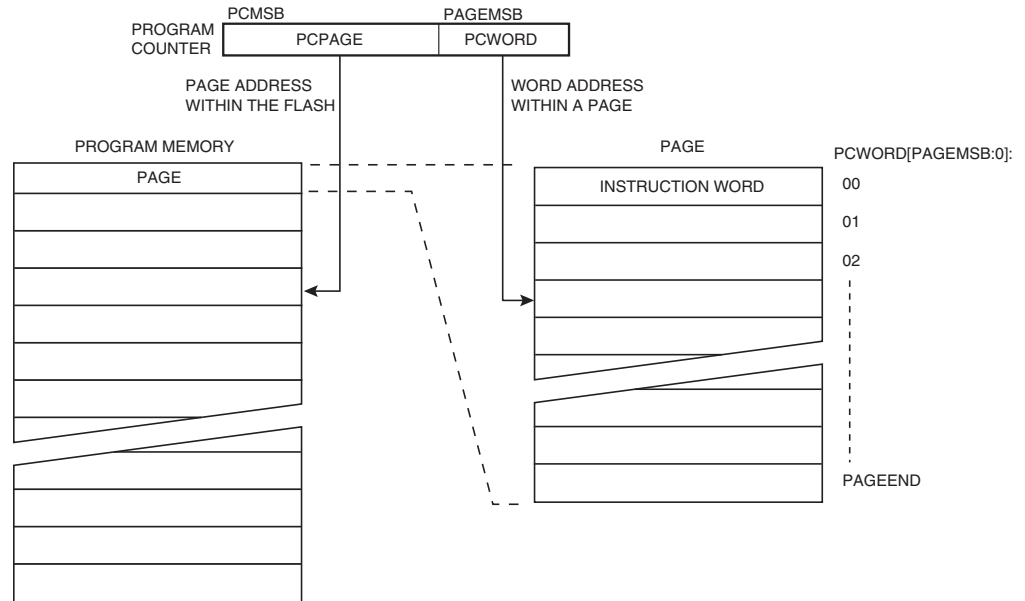 PCMSB
PAGEMSB
PROGRAM
COUNTER
PCPAGE
PCWORD
PAGE ADDRESS
WITHIN THE FLASH
WORD ADDRESS
WITHIN A PAGE
PROGRAM MEMORY
PAGE
PAGE
PCWORD[PAGEMSB:0]:
INSTRUCTION WORD
00
01
02
PAGEEND